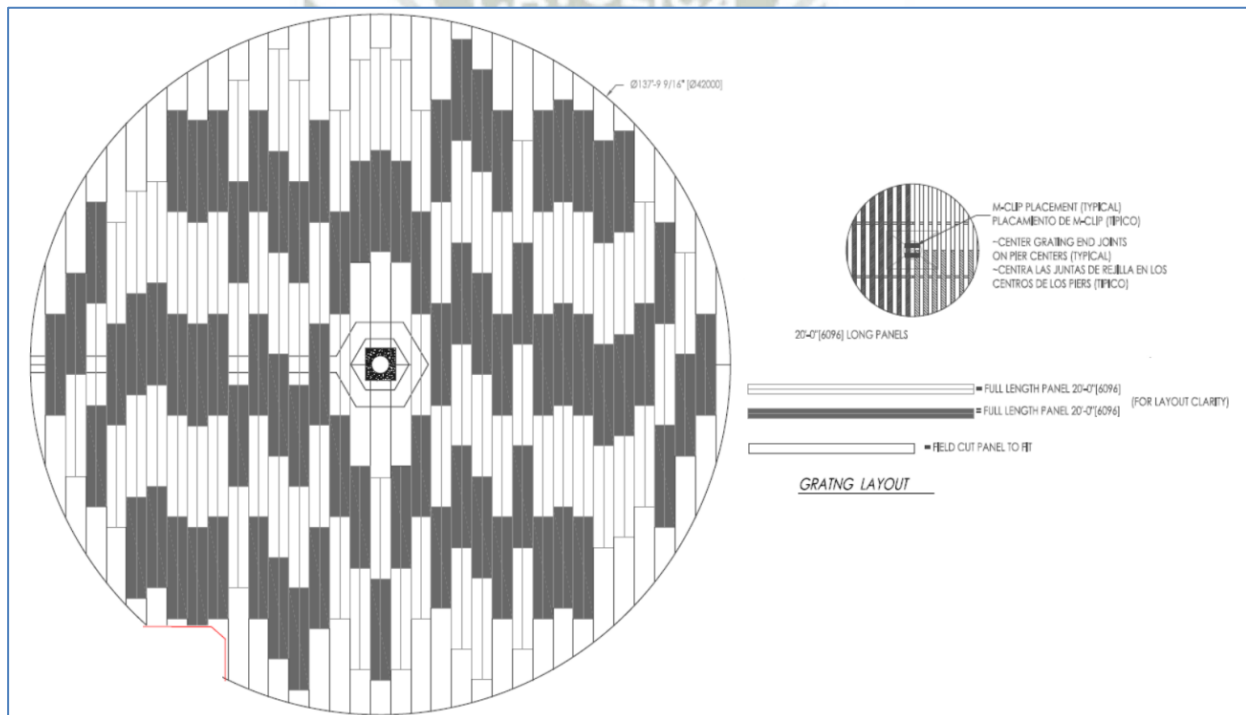 Ø137'-9 9/16" [Ø42000]
M-CLIP PLACEMENT (TYPICAL)
PLACAMIENTO DE M-CLIP (TIPICO)
~CENTER GRATING END JOINTS
ON PIER CENTERS (TYPICAL)
~CENTRA LAS JUNTAS DE REJILLA EN LOS
CENTROS DE LOS PIERS (TIPICO)
20'-0"[6096] LONG PANELS
= FULL LENGTH PANEL 20'-0"[6096]
(FOR LAYOUT CLARITY)
= FULL LENGTH PANEL 20'-0"[6096]
= FIELD CUT PANEL TO FIT
GRATNG LAYOUT